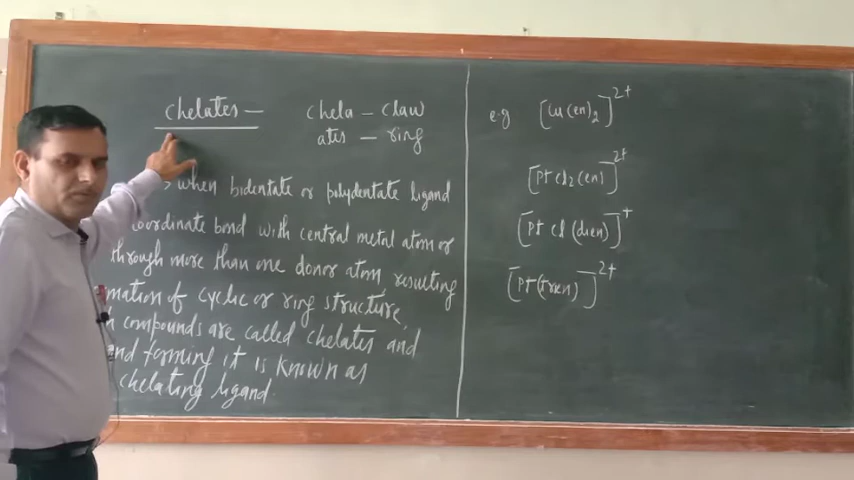 chelates —
chela — claw
ates — ring
when bidentate or polydentate ligand
coordinate bond with central metal atom or
through more than one donor atom, resulting
mation of cyclic or ring structure,
compounds are called chelates and
and forming it is known as
chelating ligand.
e.g [Cu(en)₂]²⁺
[Pt Cl₂(en)]²⁺
[Pt Cl (dien)]⁺
[Pt(trien)]²⁺